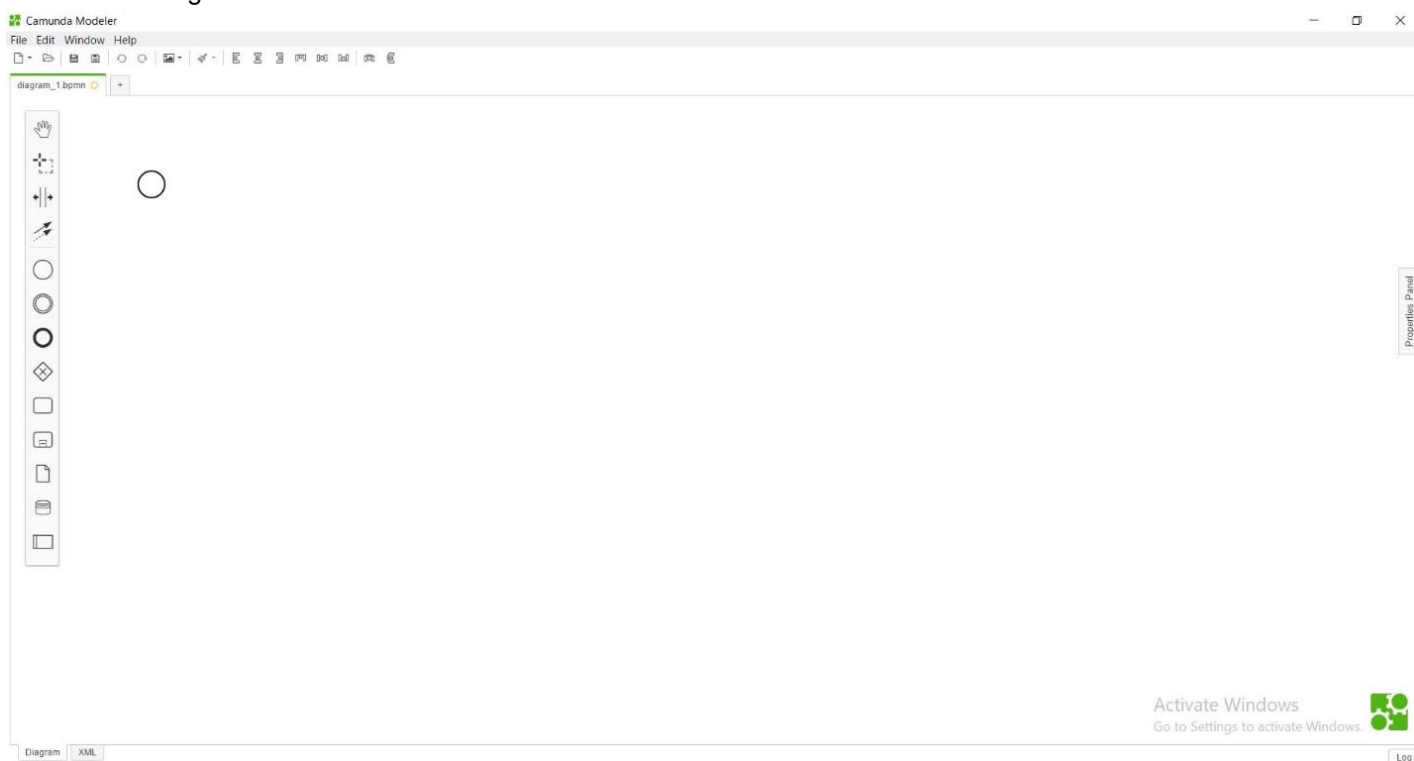 Camunda Modeler
File Edit Window Help
diagram_1.bpmn
+
Properties Panel
Activate Windows
Go to Settings to activate Windows.
Diagram XML
Log